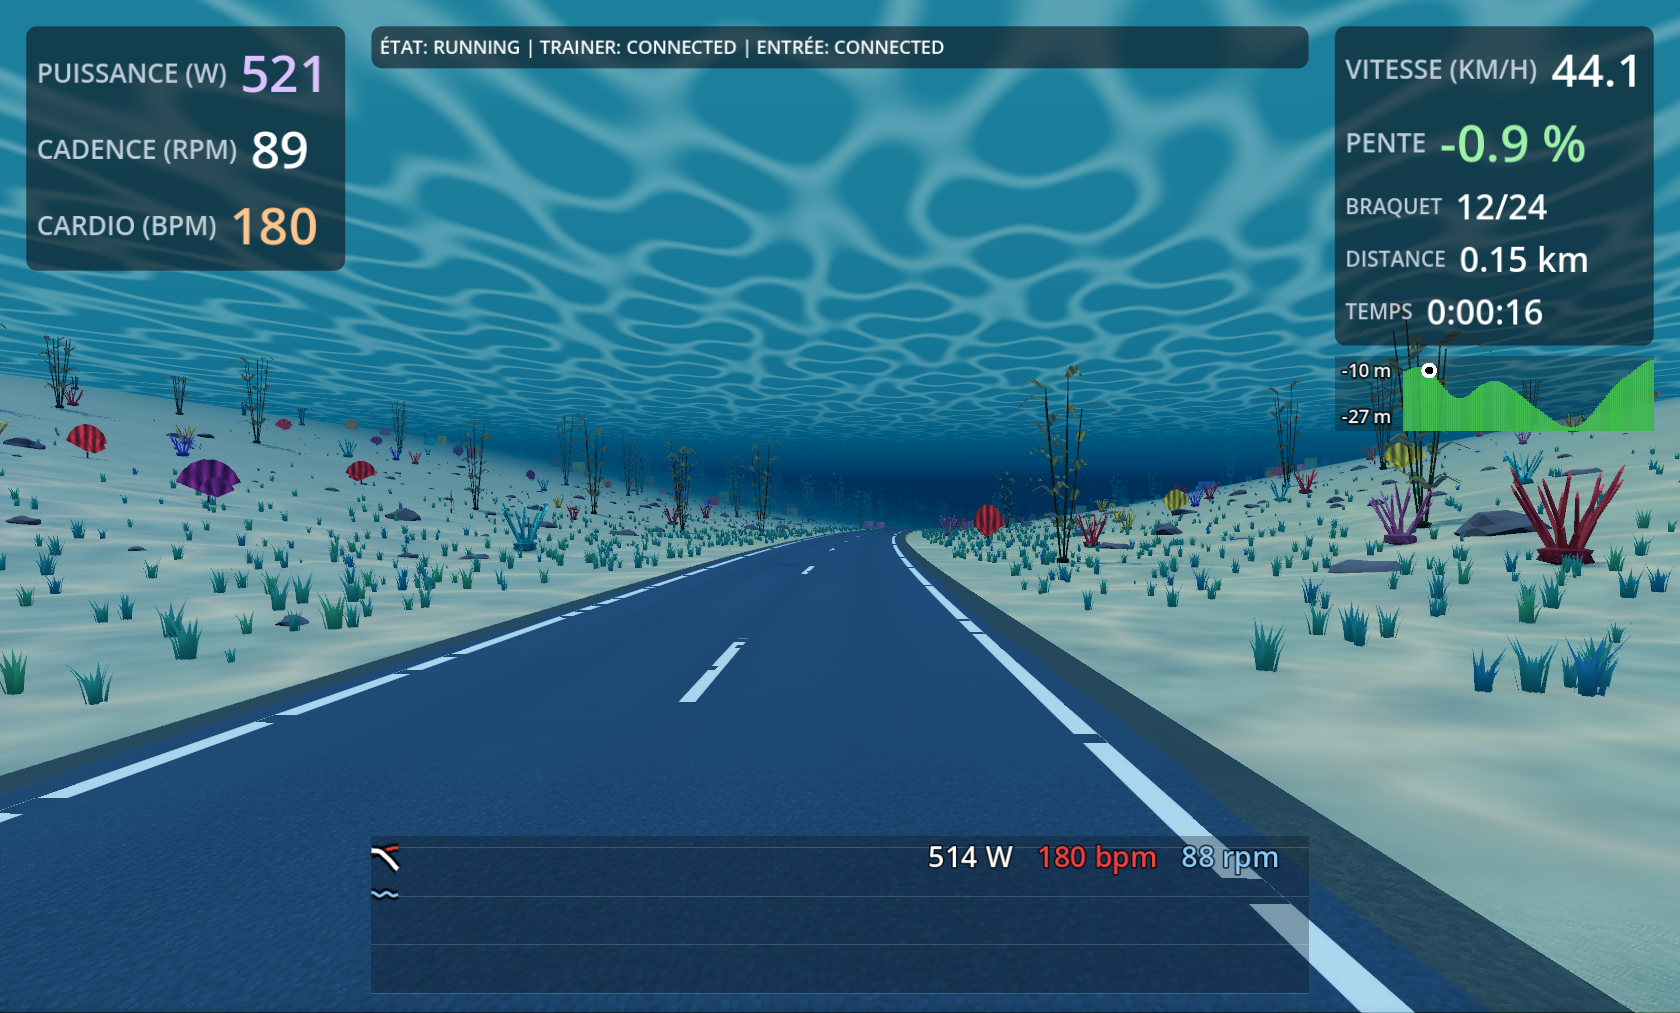 PUISSANCE (W) 521
CADENCE (RPM) 89
CARDIO (BPM) 180
ÉTAT: RUNNING | TRAINER: CONNECTED | ENTRÉE: CONNECTED
VITESSE (KM/H) 44.1
PENTE -0.9 %
BRAQUET 12/24
DISTANCE 0.15 km
TEMPS 0:00:16
-10 m
-27 m
514 W 180 bpm 88 rpm